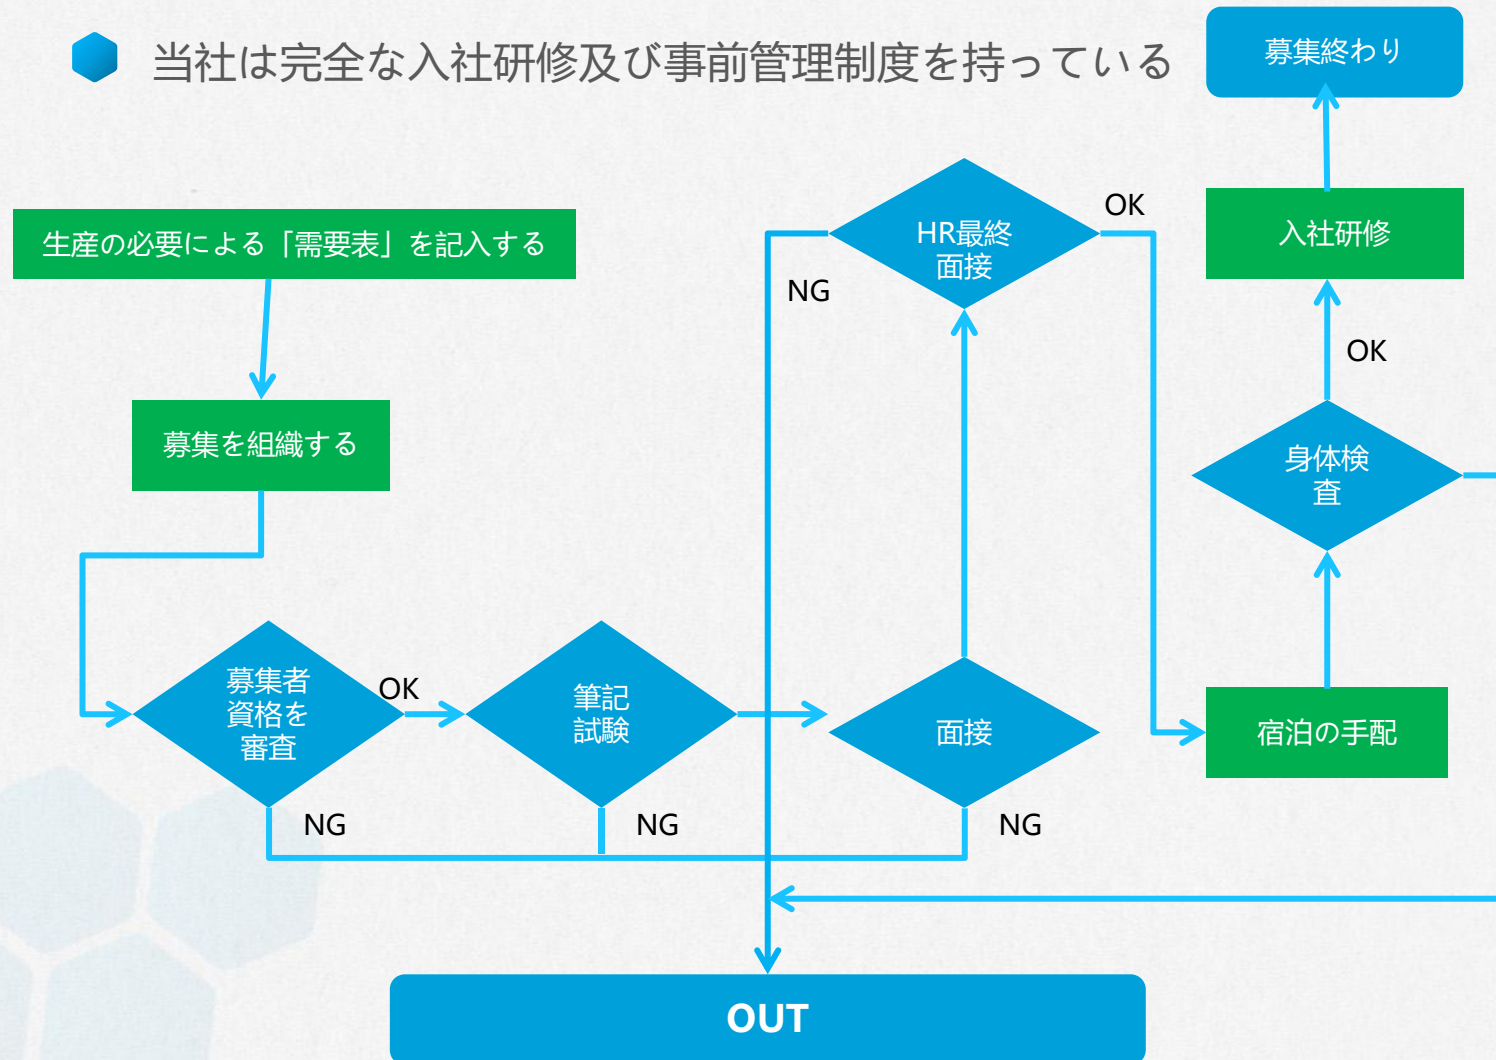 当社は完全な入社研修及び事前管理制度を持っている
募集終わり
生産の必要による「需要表」を記入する
HR最終
面接
OK
NG
入社研修
OK
募集を組織する
身体検
査
募集者
資格を
審査
OK
筆記
試験
面接
宿泊の手配
NG
NG
NG
OUT